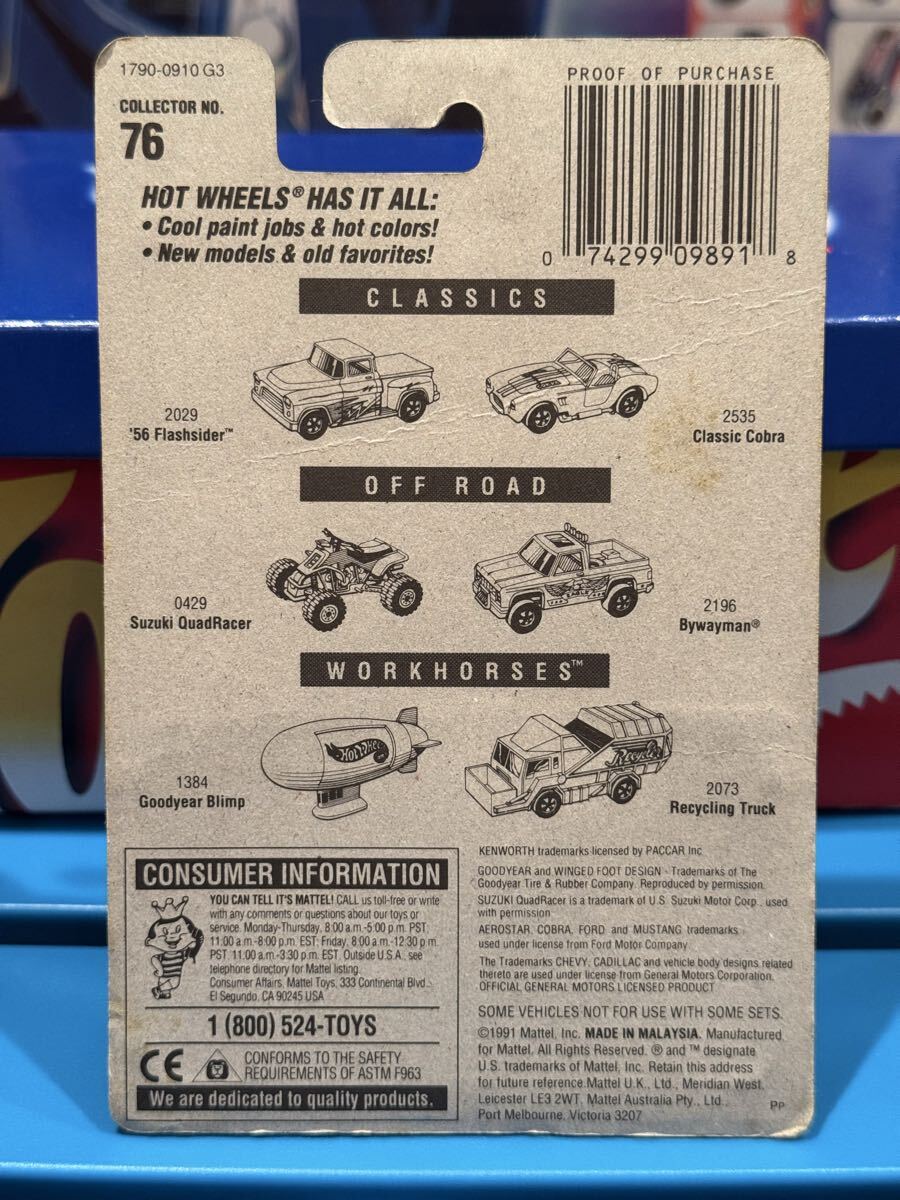 1790-0910 G3
COLLECTOR NO.
76
PROOF OF PURCHASE
0 74299 09891 8
HOT WHEELS® HAS IT ALL:
• Cool paint jobs & hot colors!
• New models & old favorites!
CLASSICS
2029
'56 Flashsider™
2535
Classic Cobra
OFF ROAD
0429
Suzuki QuadRacer
2196
Bywayman®
WORKHORSES™
1384
Goodyear Blimp
Hot Wheels
2073
Recycling Truck
CONSUMER INFORMATION
YOU CAN TELL IT'S MATTEL! CALL us toll-free or write
with any comments or questions about our toys or
service. Monday-Thursday, 8:00 a.m.-5:00 p.m. PST,
11:00 a.m.-8:00 p.m. EST; Friday, 8:00 a.m.-12:30 p.m.
PST, 11:00 a.m.-3:30 p.m. EST. Outside U.S.A., see
telephone directory for Mattel listing.
Consumer Affairs, Mattel Toys, 333 Continental Blvd.,
El Segundo, CA 90245 USA
1 (800) 524-TOYS
CE
CONFORMS TO THE SAFETY
REQUIREMENTS OF ASTM F963
We are dedicated to quality products.
KENWORTH trademarks licensed by PACCAR Inc
GOODYEAR and WINGED FOOT DESIGN - Trademarks of The
Goodyear Tire & Rubber Company. Reproduced by permission.
SUZUKI QuadRacer is a trademark of U.S. Suzuki Motor Corp., used
with permission
AEROSTAR, COBRA, FORD and MUSTANG trademarks
used under license from Ford Motor Company
The Trademarks CHEVY, CADILLAC and vehicle body designs related
thereto are used under license from General Motors Corporation.
OFFICIAL GENERAL MOTORS LICENSED PRODUCT
SOME VEHICLES NOT FOR USE WITH SOME SETS.
©1991 Mattel, Inc. MADE IN MALAYSIA. Manufactured
for Mattel. All Rights Reserved. ® and ™ designate
U.S. trademarks of Mattel, Inc. Retain this address
for future reference.Mattel U.K., Ltd., Meridian West,
Leicester LE3 2WT. Mattel Australia Pty., Ltd.,
Port Melbourne, Victoria 3207
PP